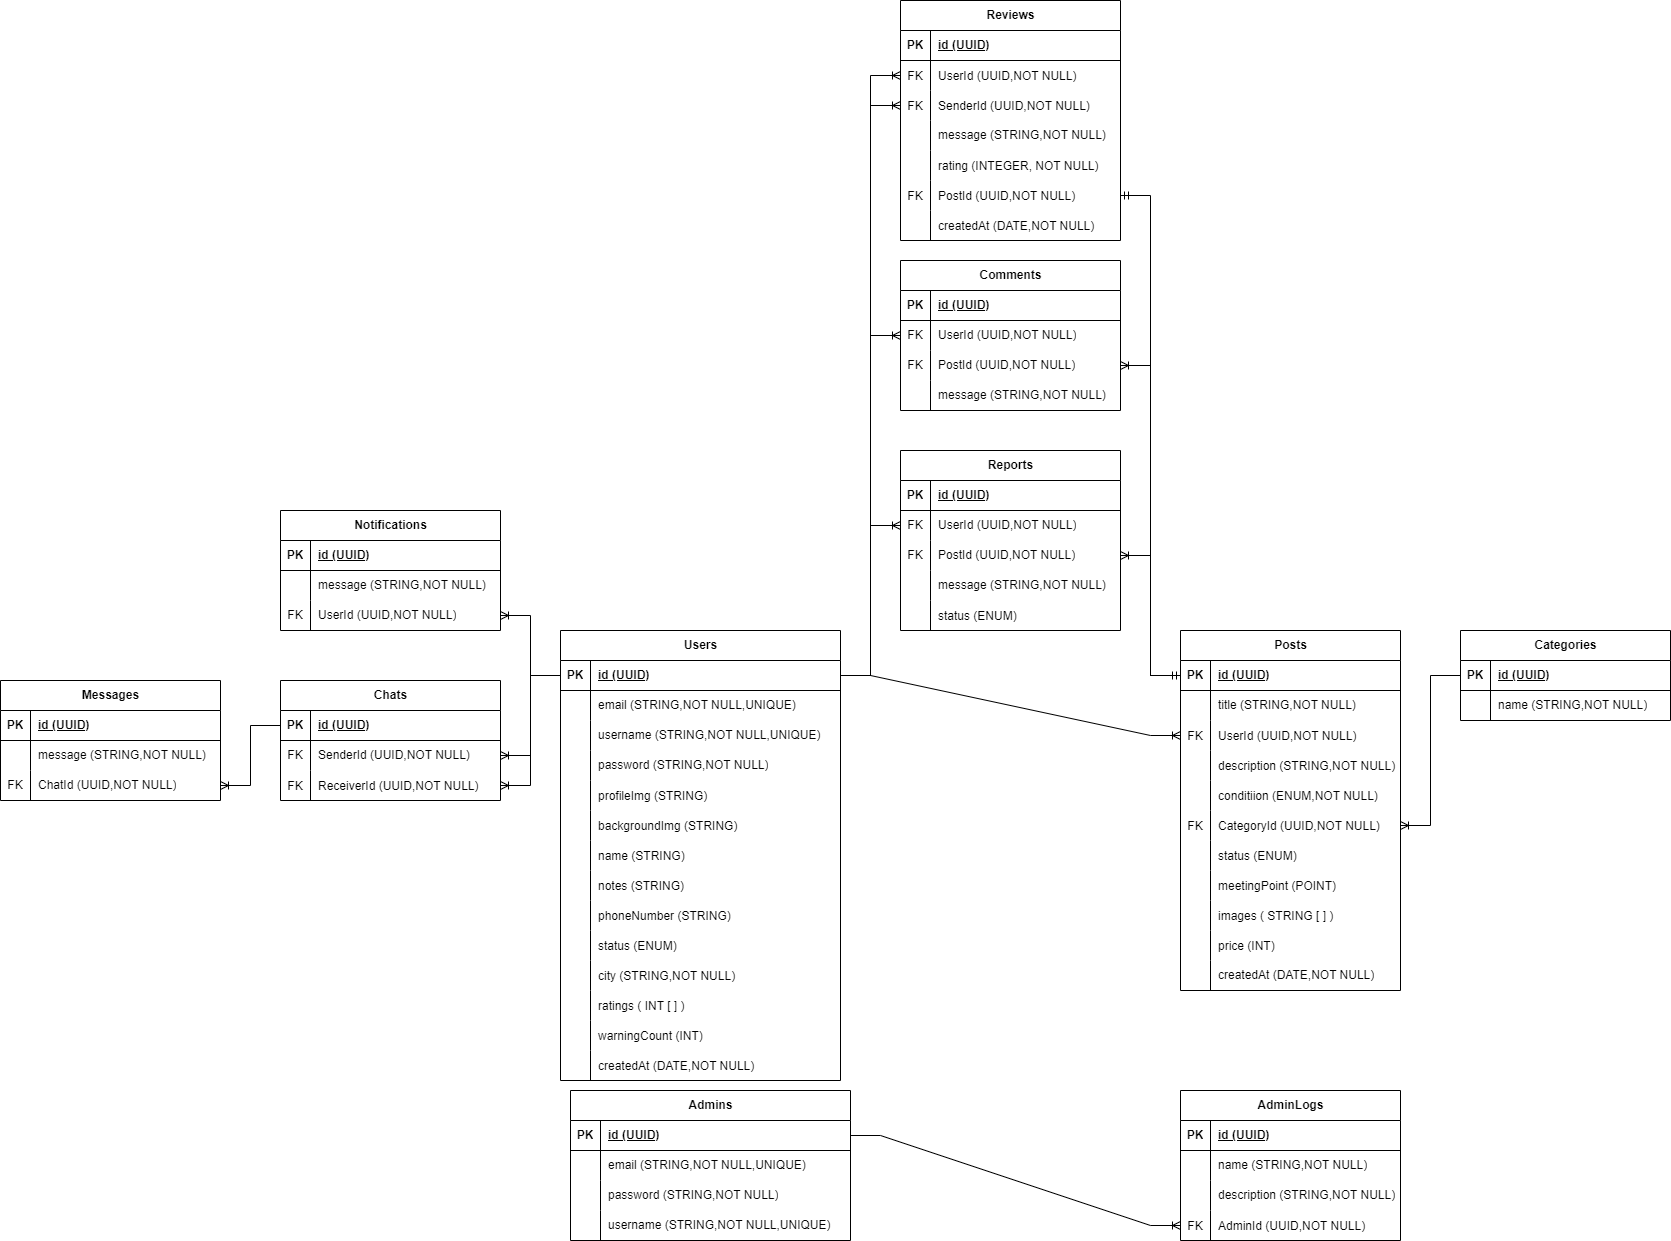 Reviews
PK id (UUID)
FK UserId (UUID,NOT NULL)
FK SenderId (UUID,NOT NULL)
message (STRING,NOT NULL)
rating (INTEGER, NOT NULL)
FK PostId (UUID,NOT NULL)
createdAt (DATE,NOT NULL)
Comments
PK id (UUID)
FK UserId (UUID,NOT NULL)
FK PostId (UUID,NOT NULL)
message (STRING,NOT NULL)
Reports
PK id (UUID)
FK UserId (UUID,NOT NULL)
FK PostId (UUID,NOT NULL)
message (STRING,NOT NULL)
status (ENUM)
Notifications
PK id (UUID)
message (STRING,NOT NULL)
FK UserId (UUID,NOT NULL)
Messages
PK id (UUID)
message (STRING,NOT NULL)
FK ChatId (UUID,NOT NULL)
Chats
PK id (UUID)
FK SenderId (UUID,NOT NULL)
FK ReceiverId (UUID,NOT NULL)
Users
PK id (UUID)
email (STRING,NOT NULL,UNIQUE)
username (STRING,NOT NULL,UNIQUE)
password (STRING,NOT NULL)
profileImg (STRING)
backgroundImg (STRING)
name (STRING)
notes (STRING)
phoneNumber (STRING)
status (ENUM)
city (STRING,NOT NULL)
ratings ( INT [ ] )
warningCount (INT)
createdAt (DATE,NOT NULL)
Posts
PK id (UUID)
title (STRING,NOT NULL)
FK UserId (UUID,NOT NULL)
description (STRING,NOT NULL)
conditiion (ENUM,NOT NULL)
FK CategoryId (UUID,NOT NULL)
status (ENUM)
meetingPoint (POINT)
images ( STRING [ ] )
price (INT)
createdAt (DATE,NOT NULL)
Categories
PK id (UUID)
name (STRING,NOT NULL)
Admins
PK id (UUID)
email (STRING,NOT NULL,UNIQUE)
password (STRING,NOT NULL)
username (STRING,NOT NULL,UNIQUE)
AdminLogs
PK id (UUID)
name (STRING,NOT NULL)
description (STRING,NOT NULL)
FK AdminId (UUID,NOT NULL)